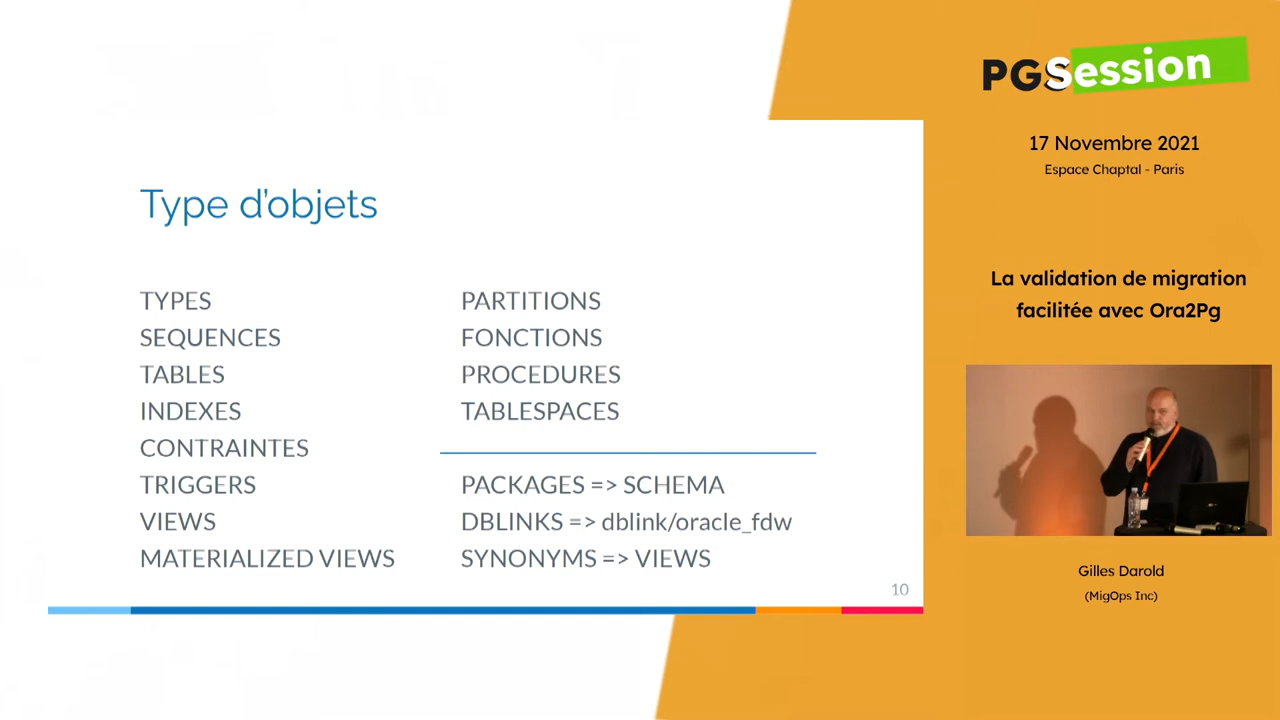 PGSession
17 Novembre 2021
Espace Chaptal - Paris
Type d'objets
TYPES
SEQUENCES
TABLES
INDEXES
CONTRAINTES
TRIGGERS
VIEWS
MATERIALIZED VIEWS
PARTITIONS
FONCTIONS
PROCEDURES
TABLESPACES
PACKAGES => SCHEMA
DBLINKS => dblink/oracle_fdw
SYNONYMS => VIEWS
10
La validation de migration
facilitée avec Ora2Pg
Gilles Darold
(MigOps Inc)